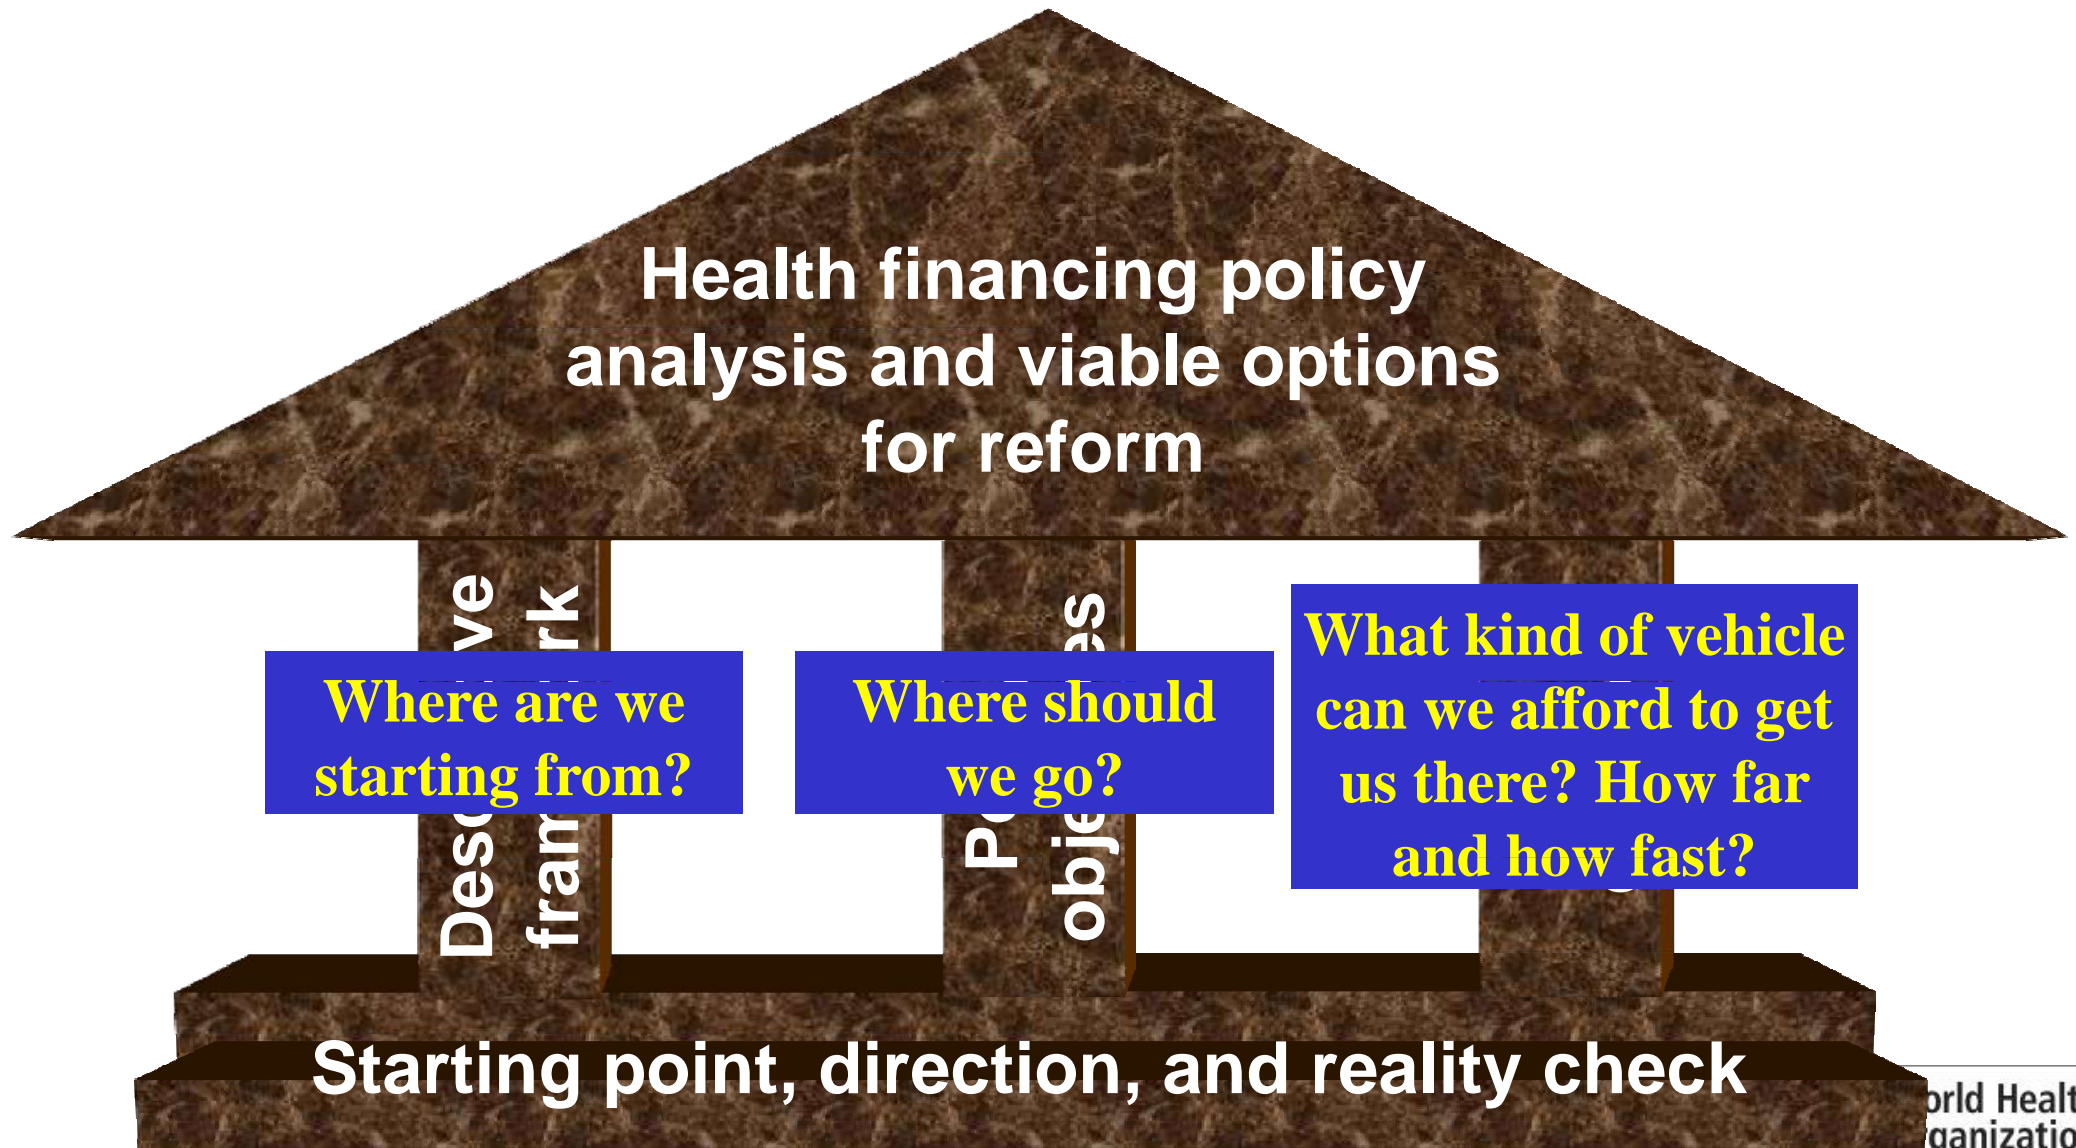 Health financing policy
analysis and viable options
for reform
Where are we
starting from?
Where should
we go?
What kind of vehicle
can we afford to get
us there? How far
and how fast?
Starting point, direction, and reality check